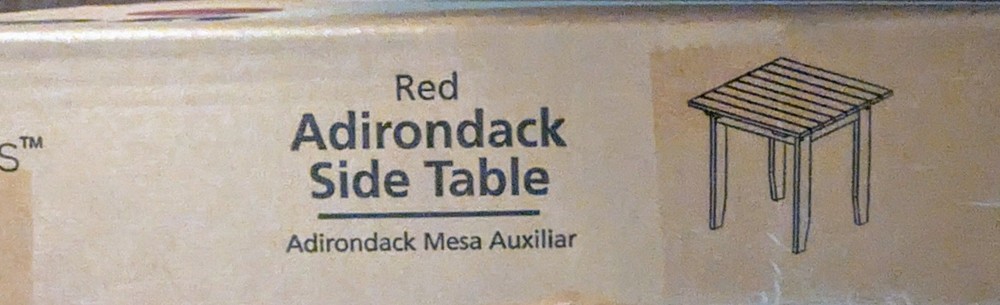 S™
Red
Adirondack
Side Table
Adirondack Mesa Auxiliar